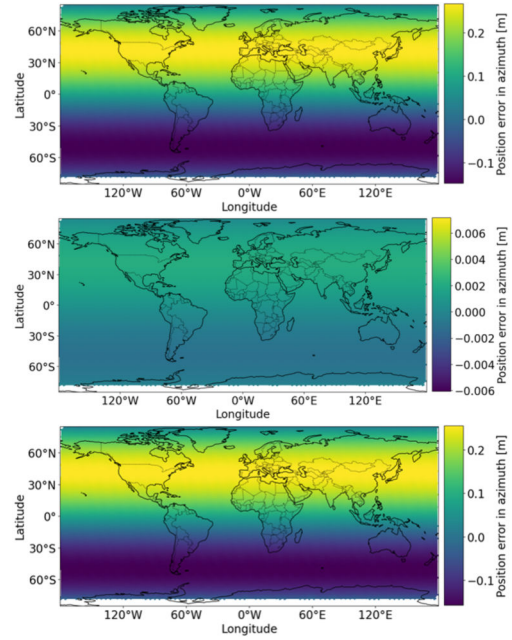 60°N
30°N
0°
30°S
60°S
Latitude
120°W 60°W 0°W 60°E 120°E
Longitude
0.2
0.1
0.0
−0.1
Position error in azimuth [m]
60°N
30°N
0°
30°S
60°S
Latitude
120°W 60°W 0°W 60°E 120°E
Longitude
0.006
0.004
0.002
0.000
−0.002
−0.004
−0.006
Position error in azimuth [m]
60°N
30°N
0°
30°S
60°S
Latitude
120°W 60°W 0°W 60°E 120°E
Longitude
0.2
0.1
0.0
−0.1
Position error in azimuth [m]